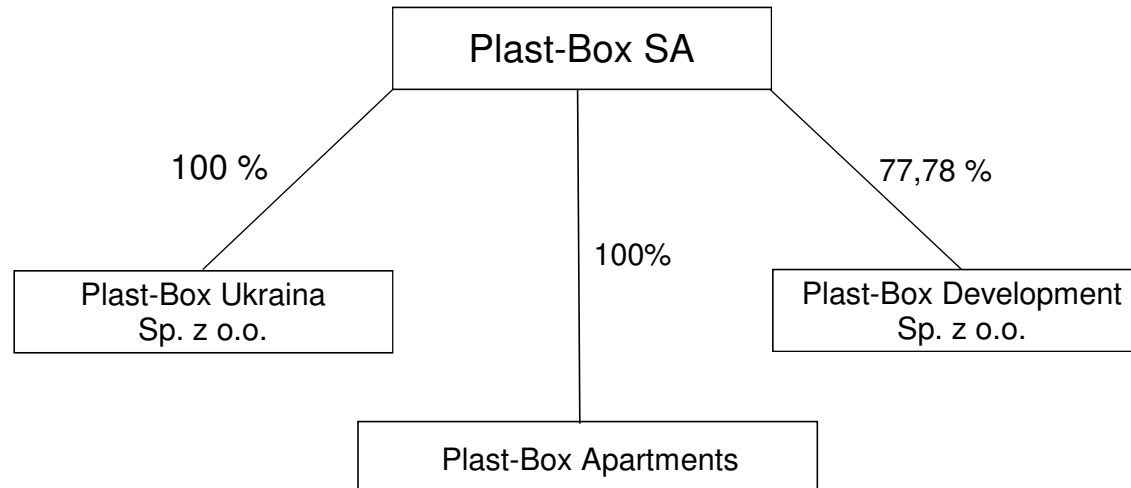 Plast-Box SA
100 %
77,78 %
100%
Plast-Box Ukraina
Sp. z o.o.
Plast-Box Development
Sp. z o.o.
Plast-Box Apartments